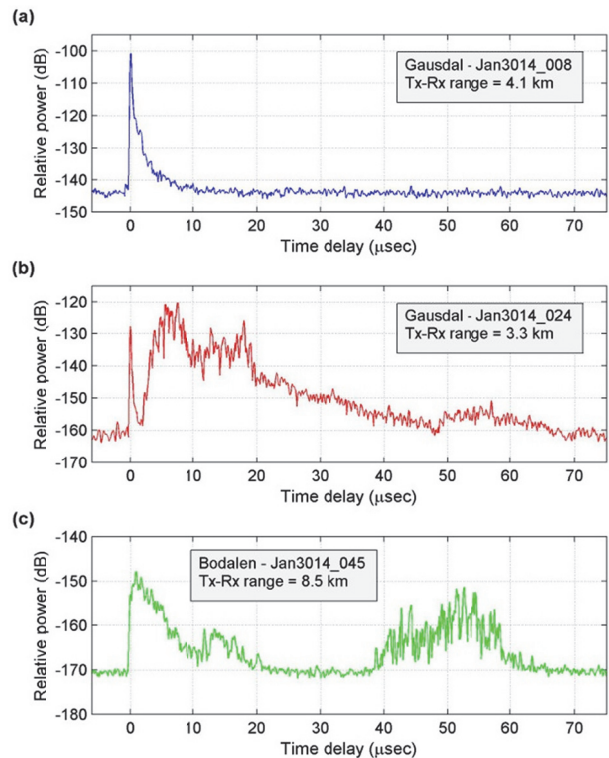 (a)
Relative power (dB)
-100
-110
-120
-130
-140
-150
Gausdal - Jan3014_008
Tx-Rx range = 4.1 km
0 10 20 30 40 50 60 70
Time delay (μsec)
(b)
Relative power (dB)
-120
-130
-140
-150
-160
-170
Gausdal - Jan3014_024
Tx-Rx range = 3.3 km
0 10 20 30 40 50 60 70
Time delay (μsec)
(c)
Relative power (dB)
-140
-150
-160
-170
-180
Bodalen - Jan3014_045
Tx-Rx range = 8.5 km
0 10 20 30 40 50 60 70
Time delay (μsec)